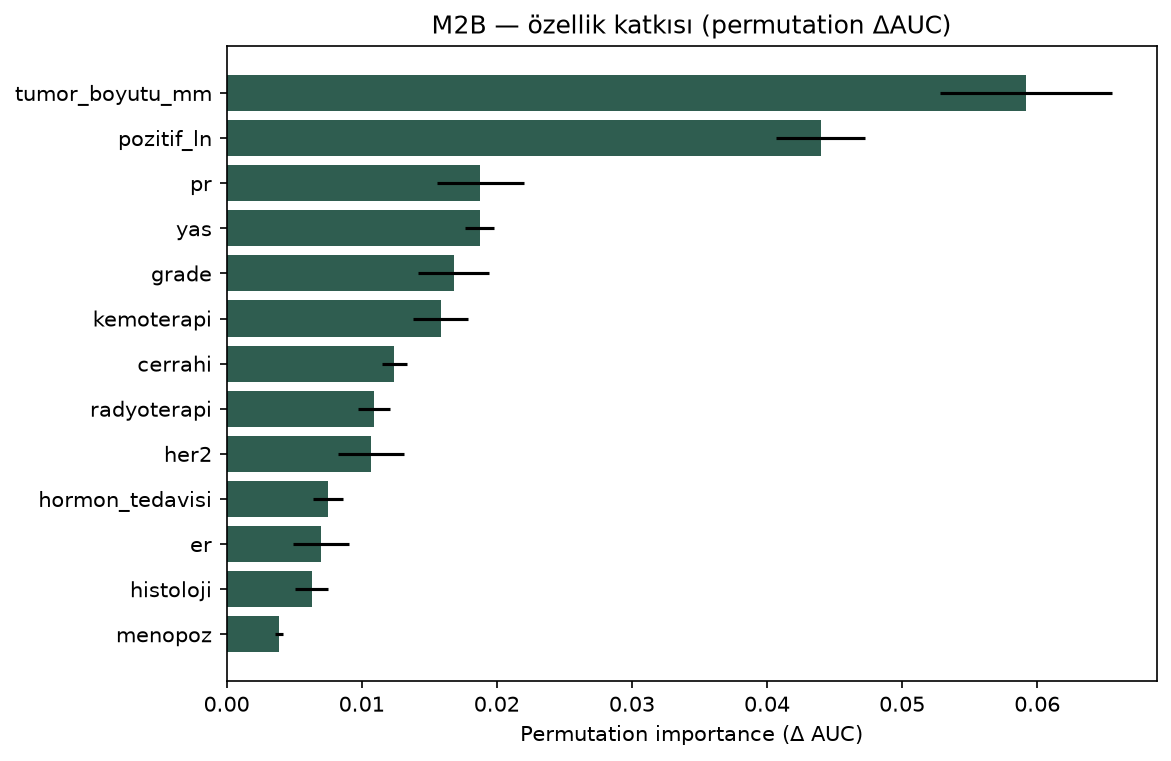 M2B — özellik katkısı (permutation ΔAUC)
tumor_boyutu_mm
pozitif_ln
pr
yas
grade
kemoterapi
cerrahi
radyoterapi
her2
hormon_tedavisi
er
histoloji
menopoz
0.00 0.01 0.02 0.03 0.04 0.05 0.06
Permutation importance (Δ AUC)